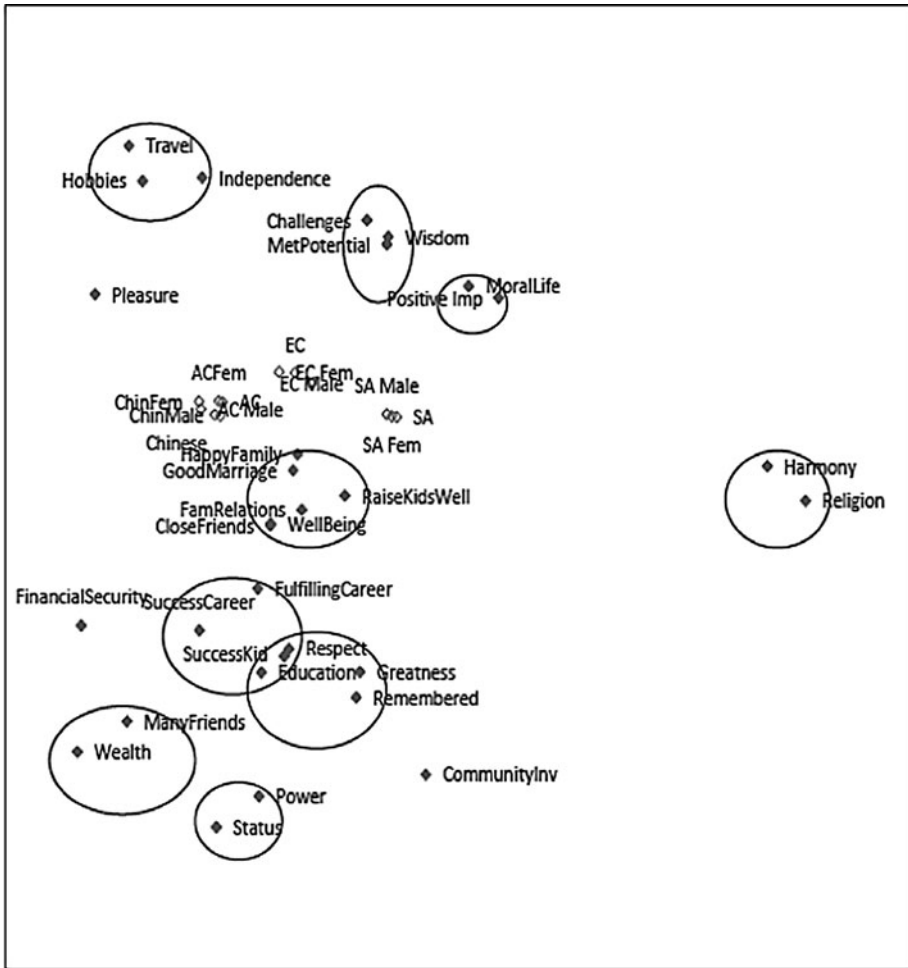 Travel
Hobbies
Independence
Challenges
Wisdom
MetPotential
MoralLife
Positive Imp
Pleasure
EC
ACFem
EC Fem
EC Male
SA Male
ChinFem
AC
AC Male
ChinMale
SA
Chinese
SA Fem
HappyFamily
GoodMarriage
Harmony
RaiseKidsWell
Religion
FamRelations
CloseFriends
WellBeing
FulfillingCareer
FinancialSecurity
SuccessCareer
Respect
SuccessKid
Education
Greatness
Remembered
ManyFriends
Wealth
CommunityInv
Power
Status